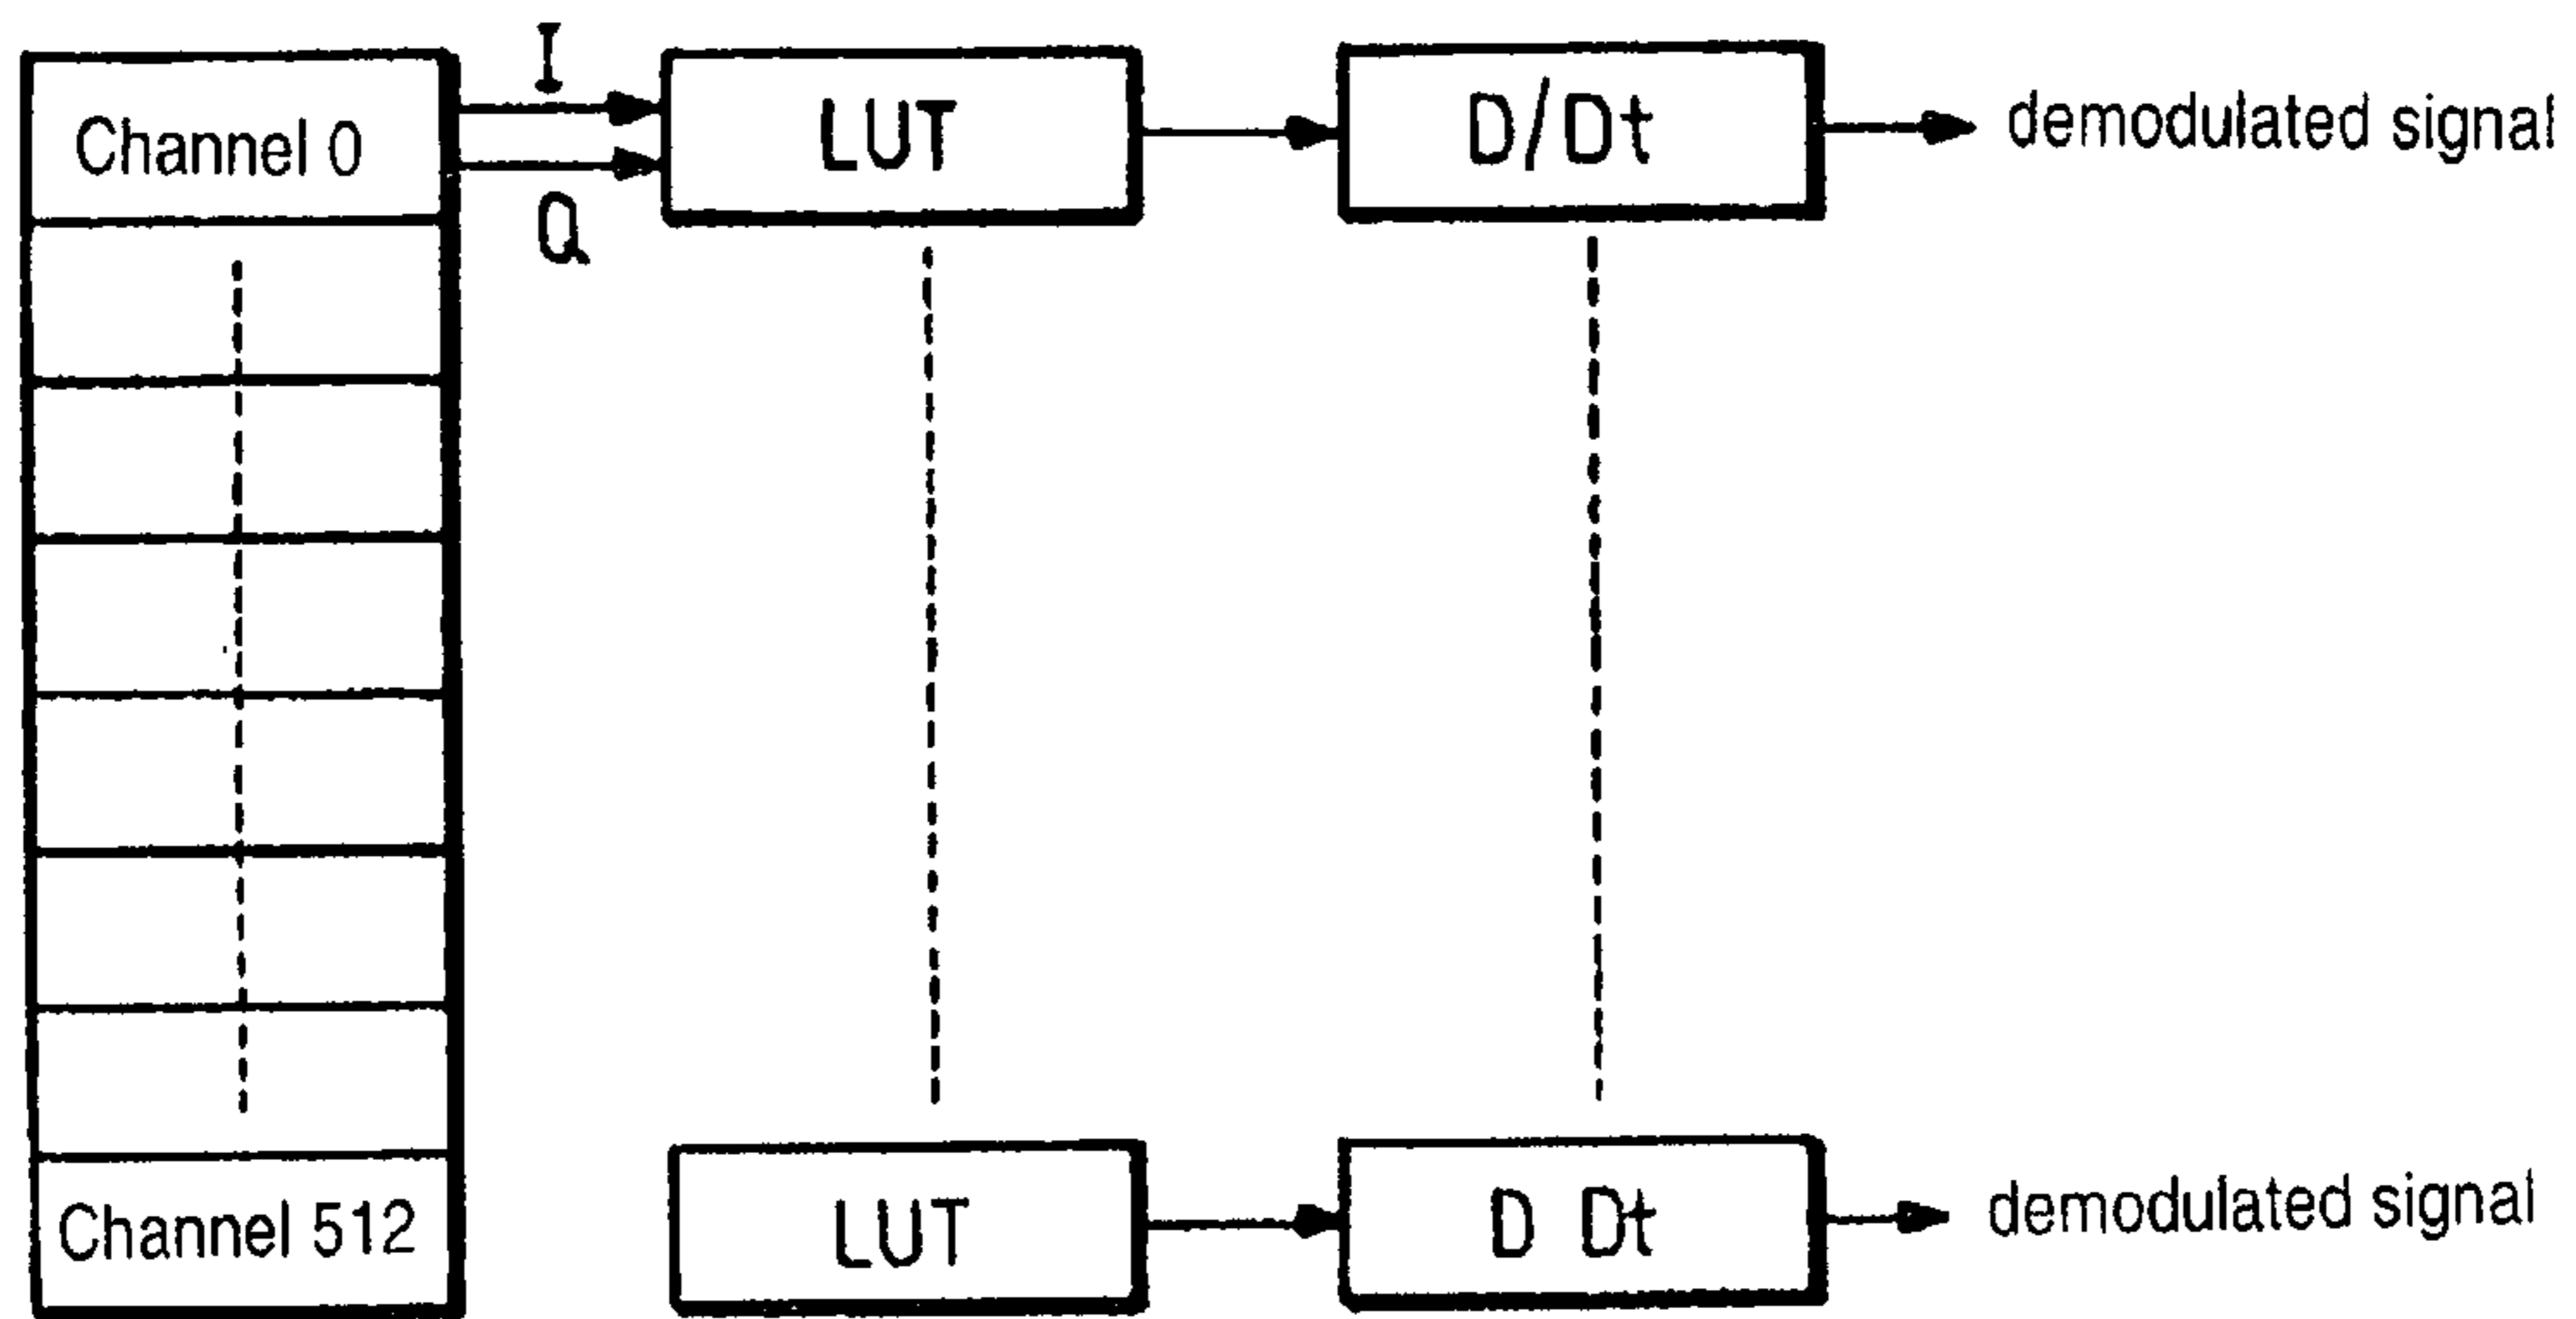 I
Channel 0 LUT D/Dt demodulated signal
Q
Channel 512 LUT D Dt demodulated signal